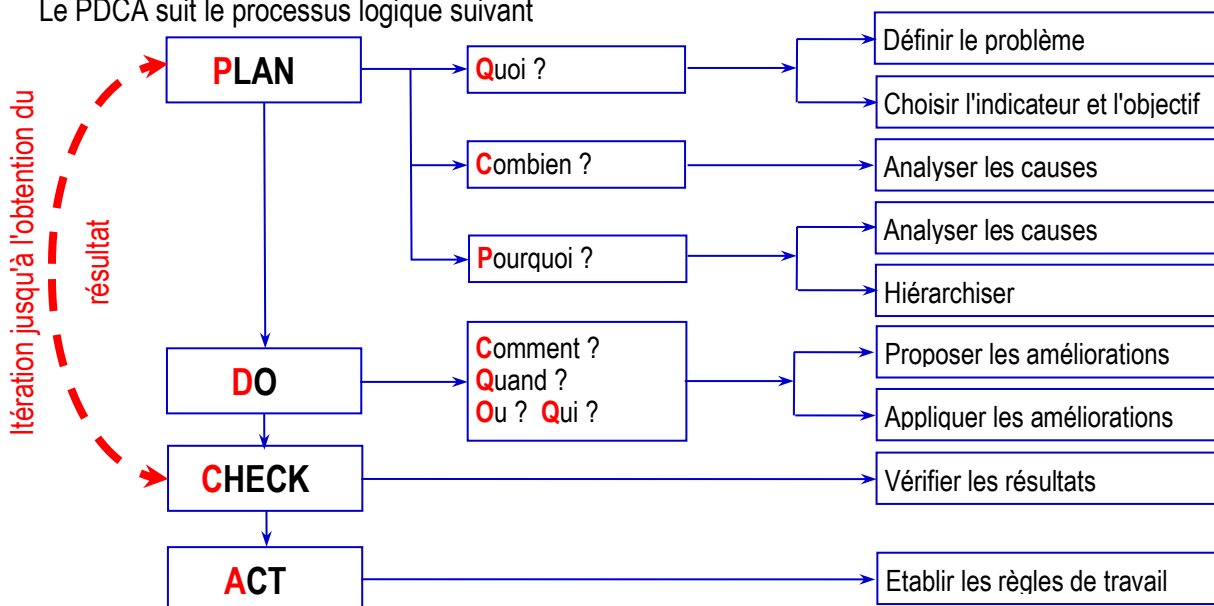 Le PDCA suit le processus logique suivant
Itération jusqu'à l'obtention du
résultat
PLAN
Quoi ?
Définir le problème
Choisir l'indicateur et l'objectif
Combien ?
Analyser les causes
Pourquoi ?
Analyser les causes
Hiérarchiser
DO
Comment ?
Quand ?
Ou ? Qui ?
Proposer les améliorations
Appliquer les améliorations
CHECK
Vérifier les résultats
ACT
Etablir les règles de travail